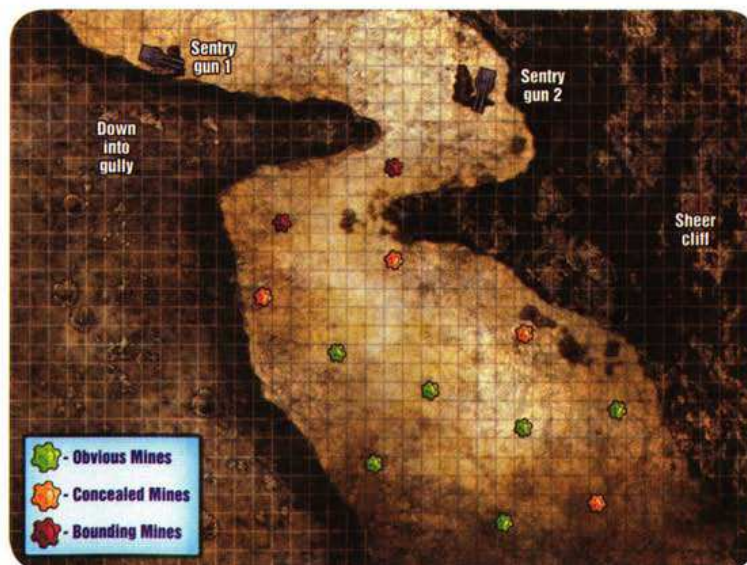 Sentry
gun 1
Sentry
gun 2
Down
into
gully
Sheer
cliff
- Obvious Mines
- Concealed Mines
- Bounding Mines